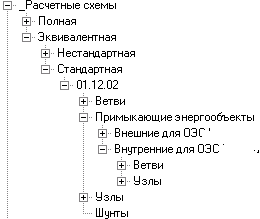 _Расчетные схемы
Полная
Эквивалентная
Нестандартная
Стандартная
01.12.02
Ветви
Примыкающие энергообъекты
Внешние для ОЭС
Внутренние для ОЭС
Ветви
Узлы
Узлы
Шунты